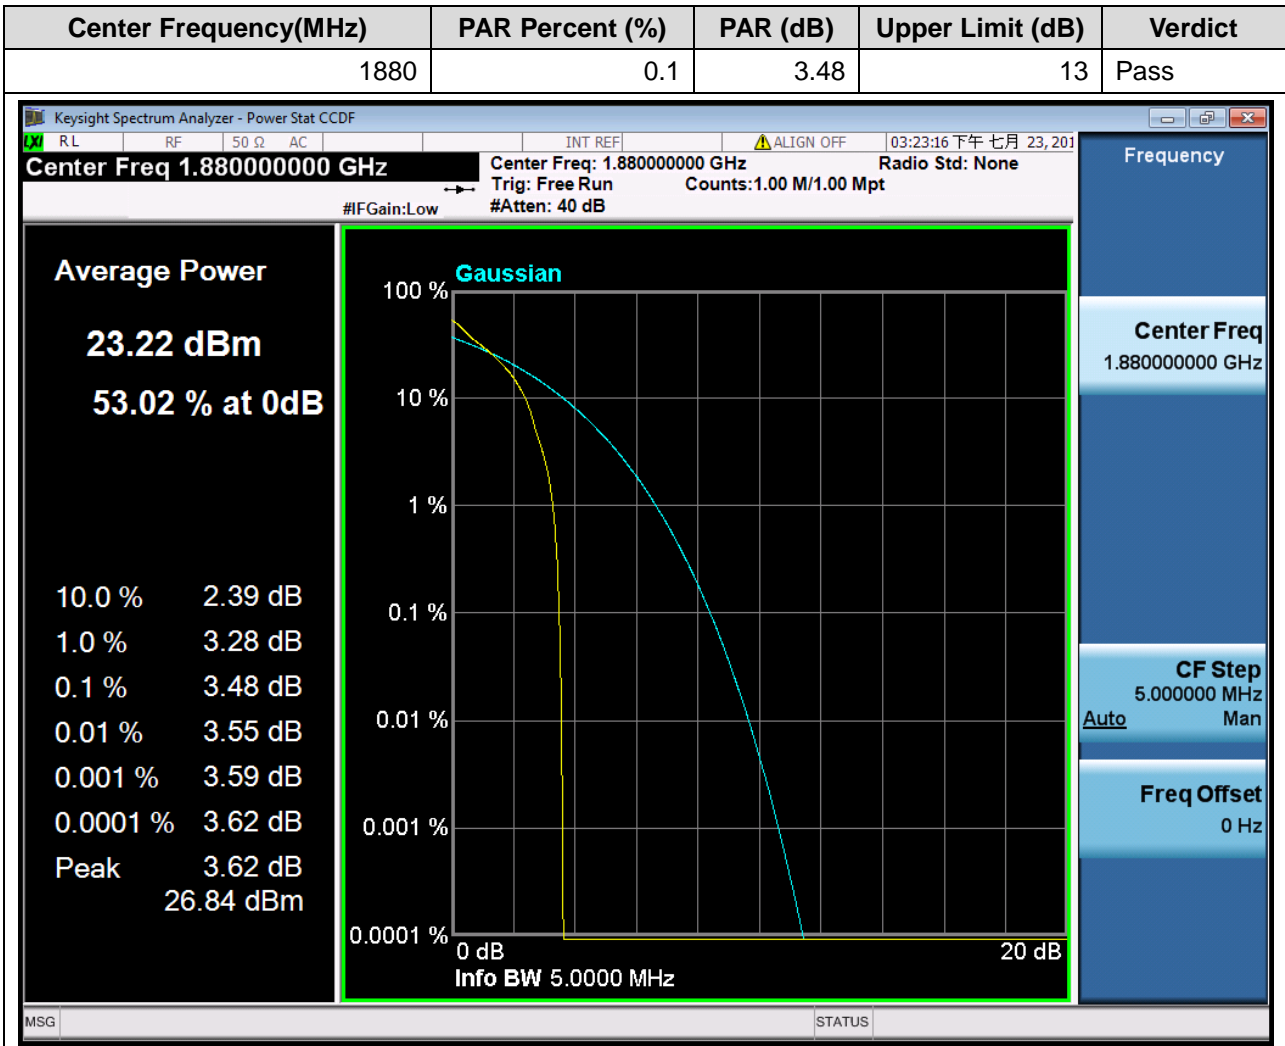 Center Frequency(MHz) PAR Percent (%) PAR (dB) Upper Limit (dB) Verdict
1880 0.1 3.48 13 Pass
Keysight Spectrum Analyzer - Power Stat CCDF
LXI RL RF 50 Ω AC INT REF ALIGN OFF 03:23:16 下午 七月 23, 201
Center Freq 1.880000000 GHz
Center Freq: 1.880000000 GHz Radio Std: None
Trig: Free Run Counts:1.00 M/1.00 Mpt
#IFGain:Low #Atten: 40 dB
Frequency
Average Power
23.22 dBm
53.02 % at 0dB
10.0 % 2.39 dB
1.0 % 3.28 dB
0.1 % 3.48 dB
0.01 % 3.55 dB
0.001 % 3.59 dB
0.0001 % 3.62 dB
Peak 3.62 dB
26.84 dBm
Gaussian
100 %
10 %
1 %
0.1 %
0.01 %
0.001 %
0.0001 %
0 dB 20 dB
Info BW 5.0000 MHz
Center Freq
1.880000000 GHz
CF Step
5.000000 MHz
Auto Man
Freq Offset
0 Hz
MSG STATUS